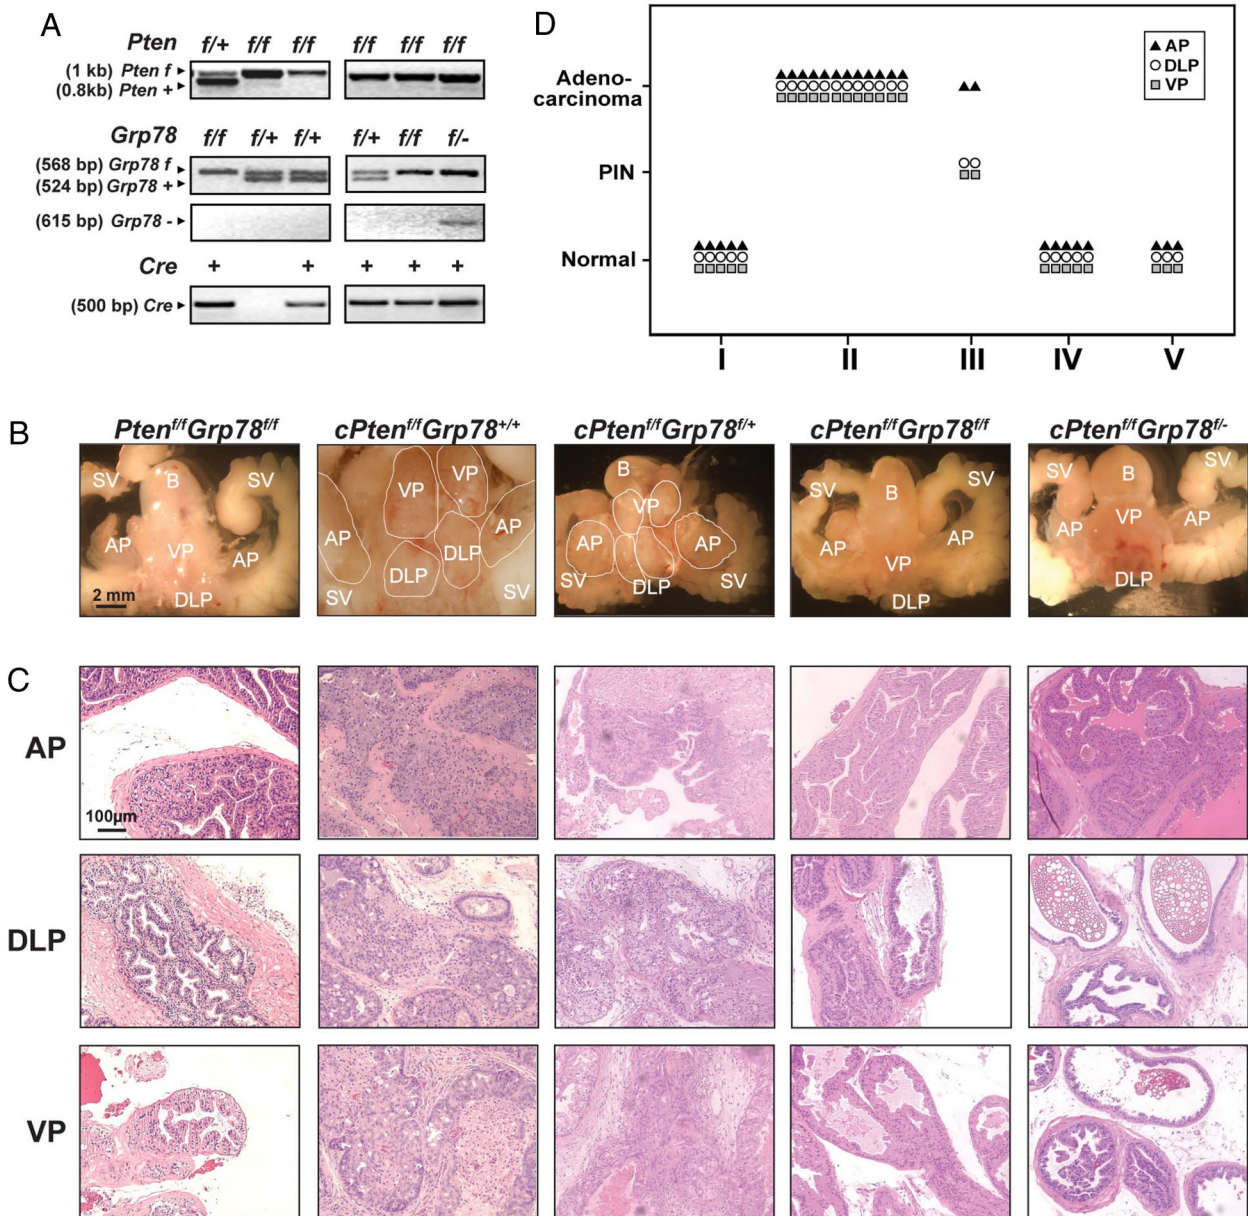 A
Pten f/+ f/f f/f f/f f/f f/f
(1 kb) Pten f
(0.8kb) Pten +
Grp78 f/f f/+ f/+ f/+ f/f f/-
(568 bp) Grp78 f
(524 bp) Grp78 +
(615 bp) Grp78 -
Cre + + + + +
(500 bp) Cre
D
Adeno-
carcinoma
PIN
Normal
AP
DLP
VP
I II III IV V
B
Ptenf/fGrp78f/f cPtenf/fGrp78+/+ cPtenf/fGrp78f/+ cPtenf/fGrp78f/f cPtenf/fGrp78f/-
SV B SV AP VP AP DLP 2 mm
VP VP AP AP DLP DLP SV SV
B VP AP AP SV DLP SV
SV B SV AP VP AP DLP
SV B SV AP VP AP DLP
C
AP
100µm
DLP
VP